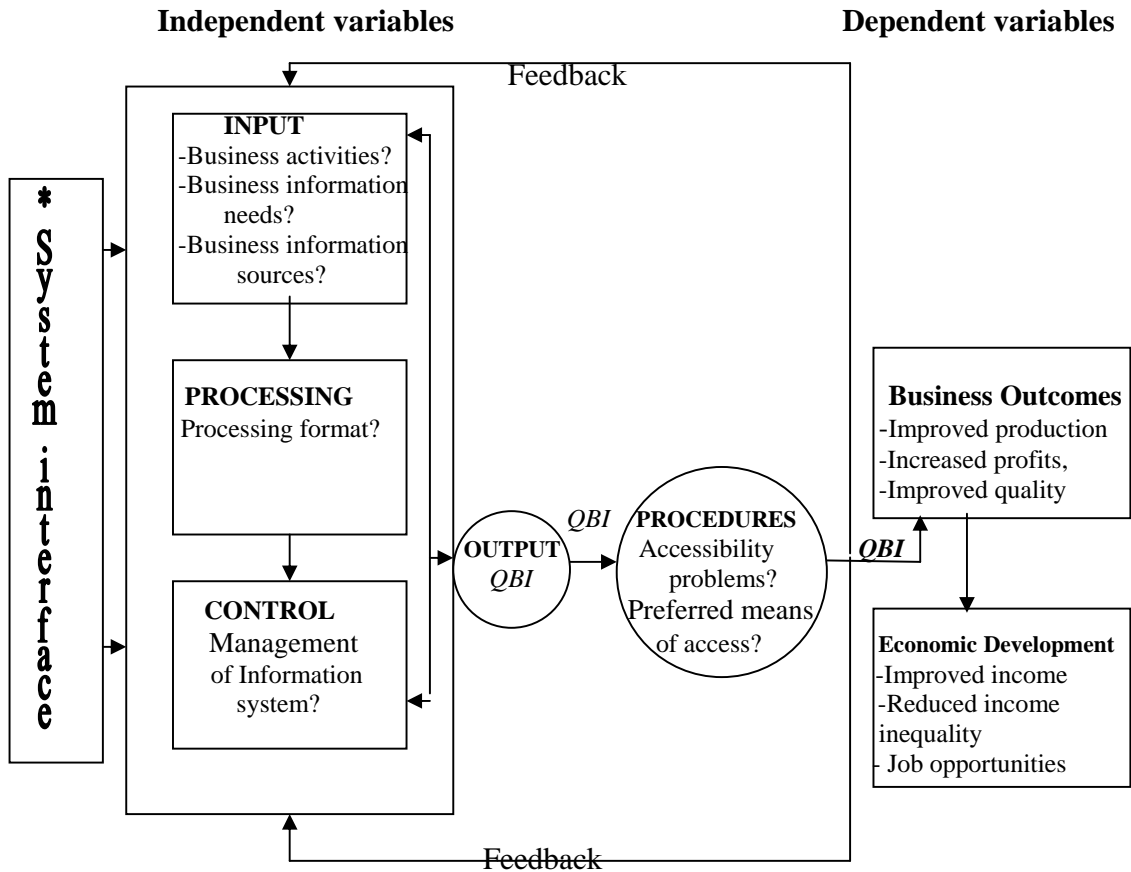 Independent variables
Dependent variables
Feedback
* System interface
INPUT
-Business activities?
-Business information
needs?
-Business information
sources?
PROCESSING
Processing format?
CONTROL
Management
of Information
system?
OUTPUT
QBI
QBI
PROCEDURES
Accessibility
problems?
Preferred means
of access?
QBI
Business Outcomes
-Improved production
-Increased profits,
-Improved quality
Economic Development
-Improved income
-Reduced income
inequality
- Job opportunities
Feedback